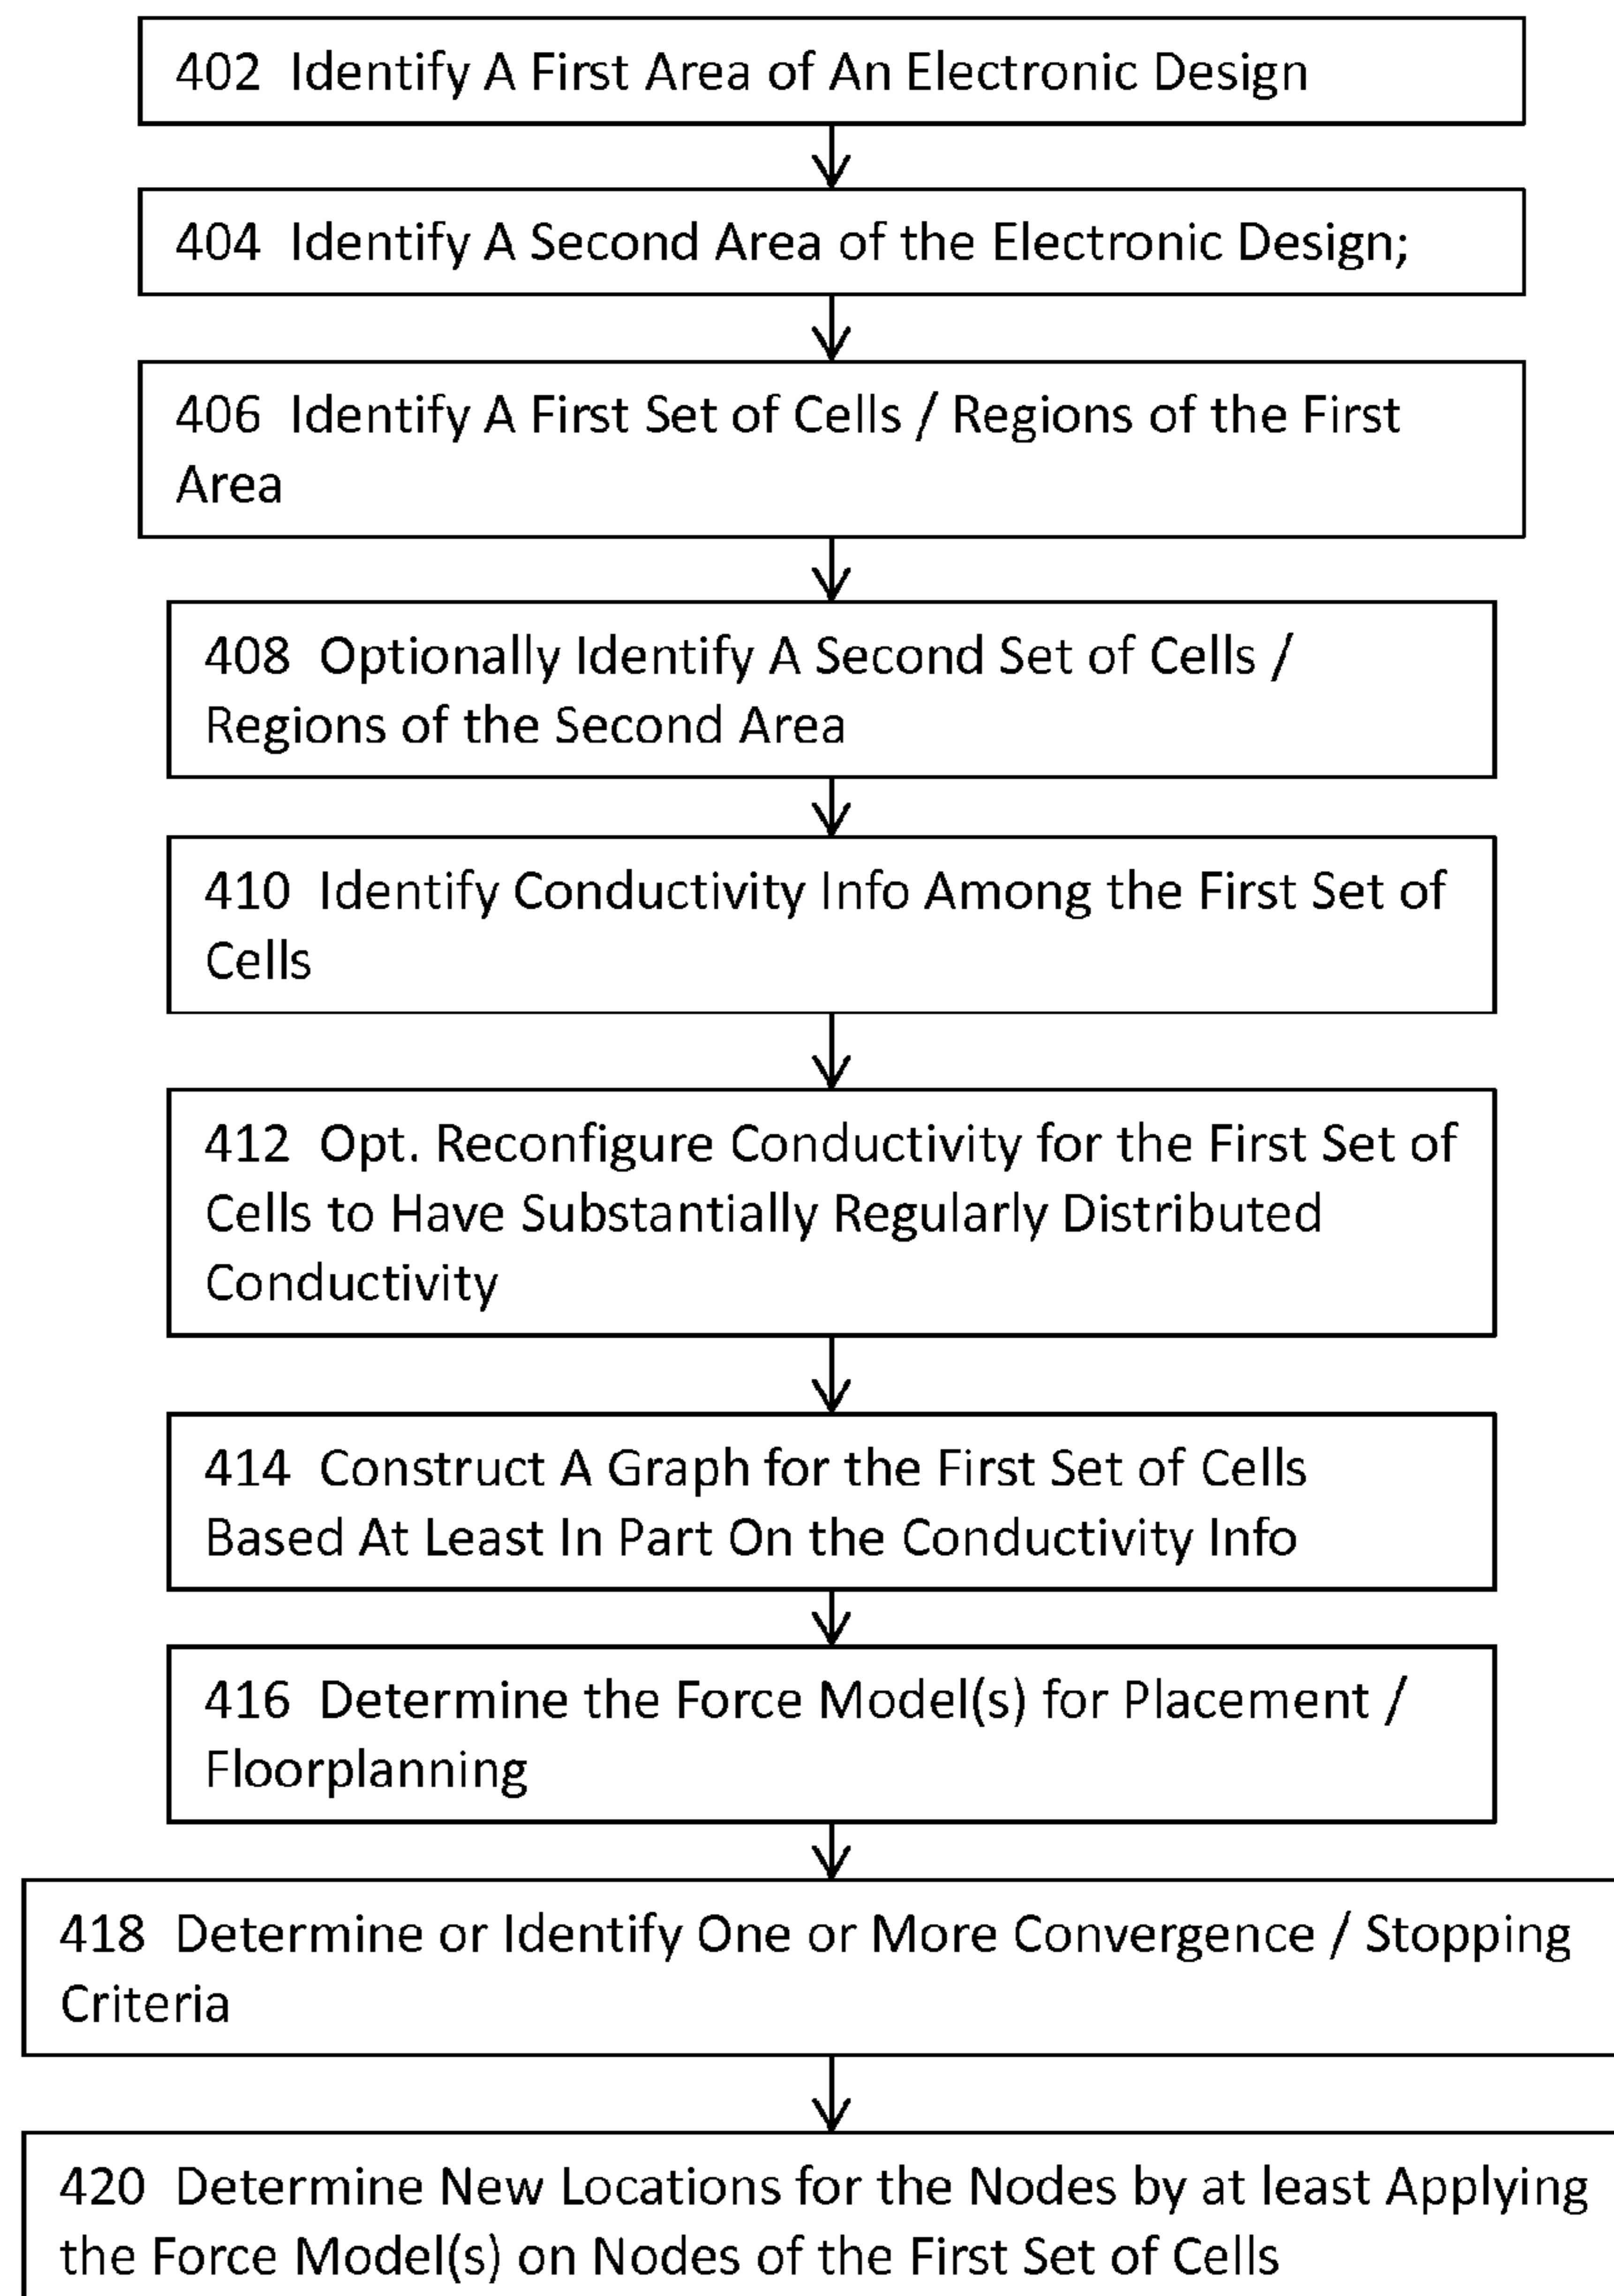 402 Identify A First Area of An Electronic Design
404 Identify A Second Area of the Electronic Design;
406 Identify A First Set of Cells / Regions of the First
Area
408 Optionally Identify A Second Set of Cells /
Regions of the Second Area
410 Identify Conductivity Info Among the First Set of
Cells
412 Opt. Reconfigure Conductivity for the First Set of
Cells to Have Substantially Regularly Distributed
Conductivity
414 Construct A Graph for the First Set of Cells
Based At Least In Part On the Conductivity Info
416 Determine the Force Model(s) for Placement /
Floorplanning
418 Determine or Identify One or More Convergence / Stopping
Criteria
420 Determine New Locations for the Nodes by at least Applying
the Force Model(s) on Nodes of the First Set of Cells